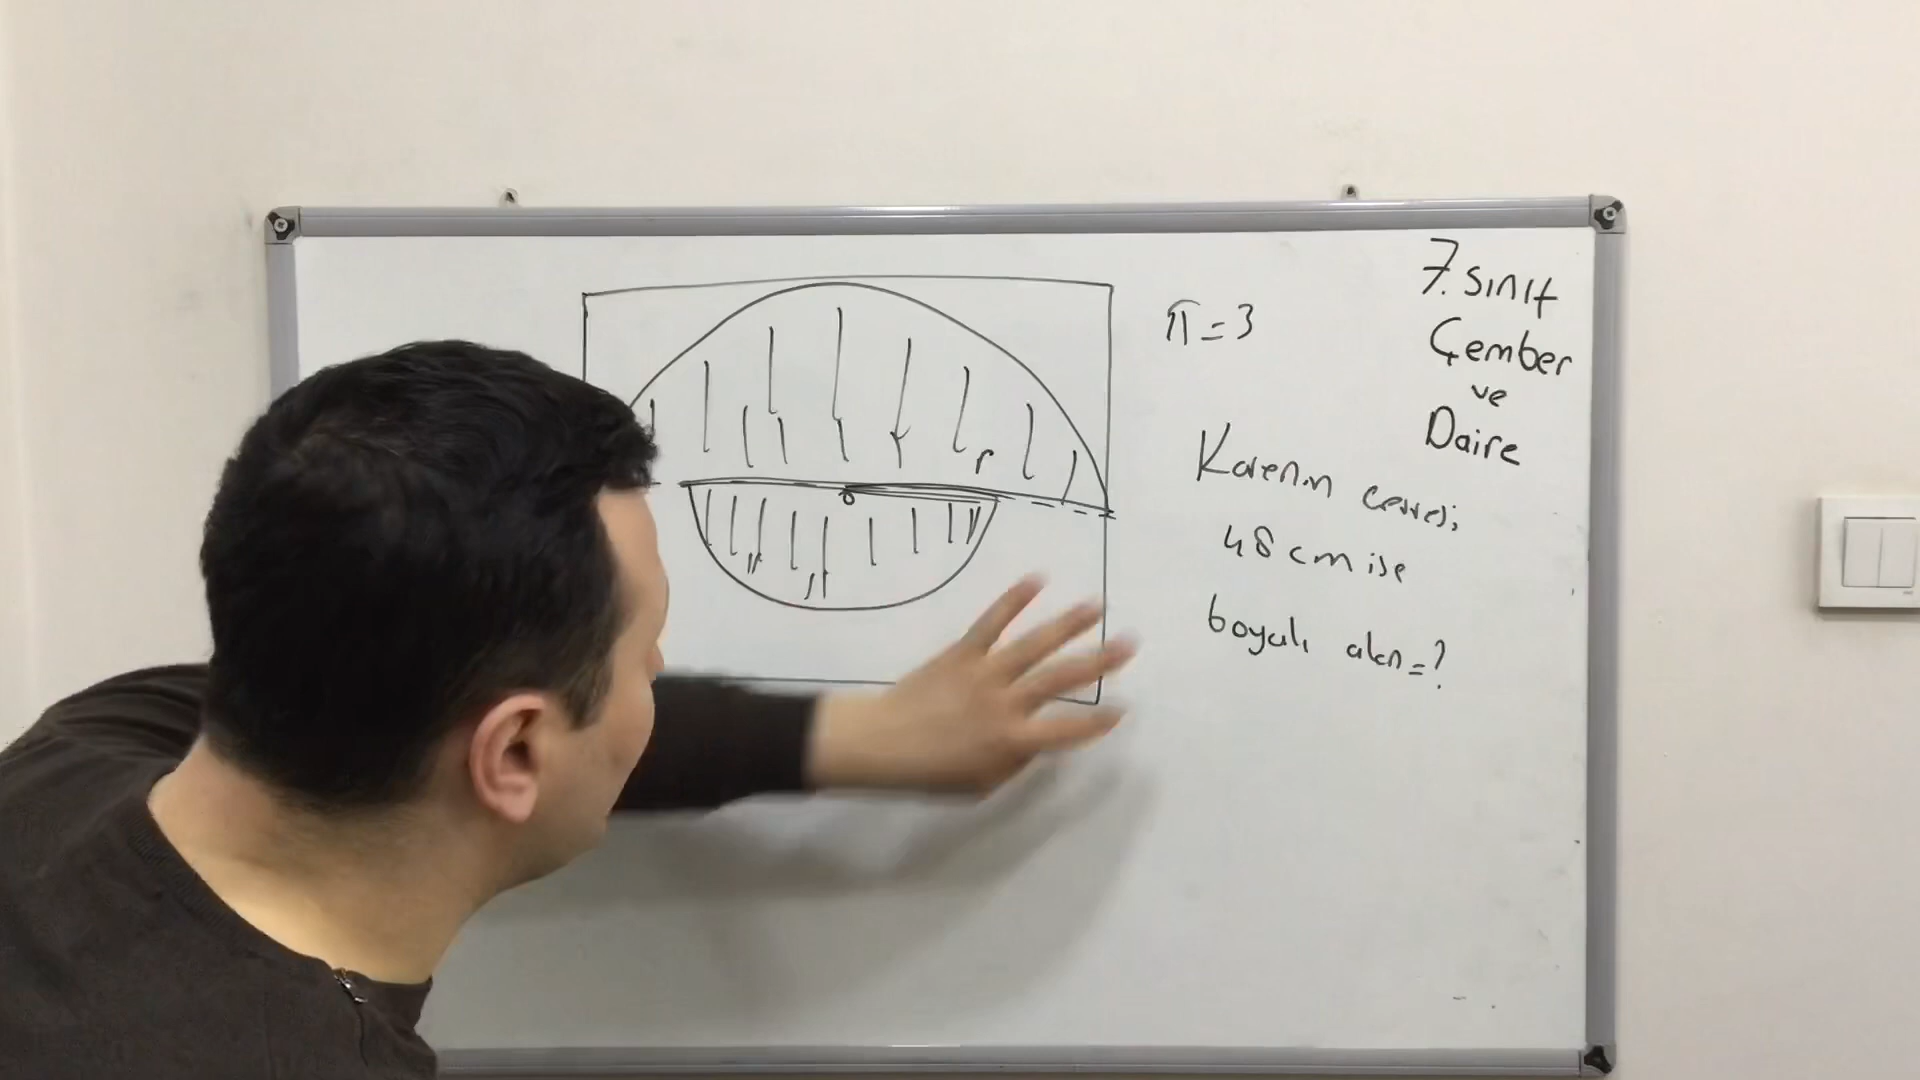 7. Sınıf
Çember
ve
Daire
π = 3
Karenin çevresi
48 cm ise
boyalı alan = ?
r
o